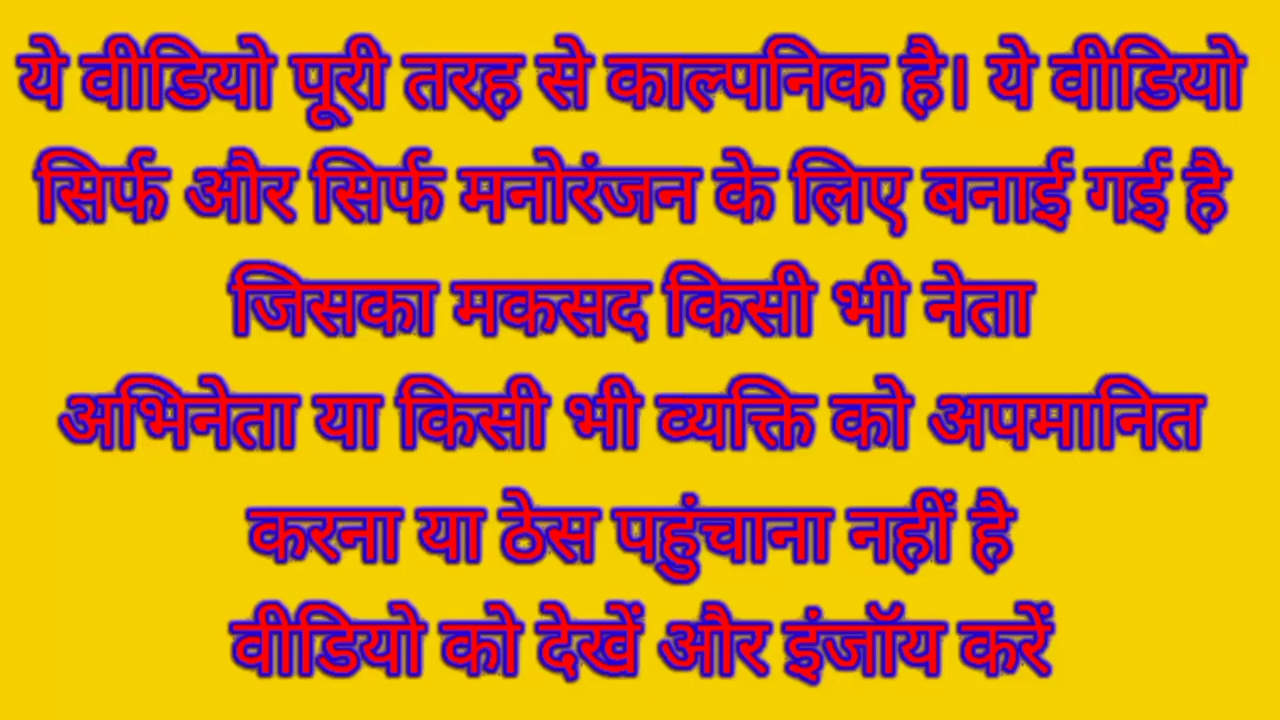 ये वीडियो पूरी तरह से काल्पनिक है। ये वीडियो
सिर्फ और सिर्फ मनोरंजन के लिए बनाई गई है
जिसका मकसद किसी भी नेता
अभिनेता या किसी भी व्यक्ति को अपमानित
करना या ठेस पहुंचाना नहीं है
वीडियो को देखें और इंजॉय करें